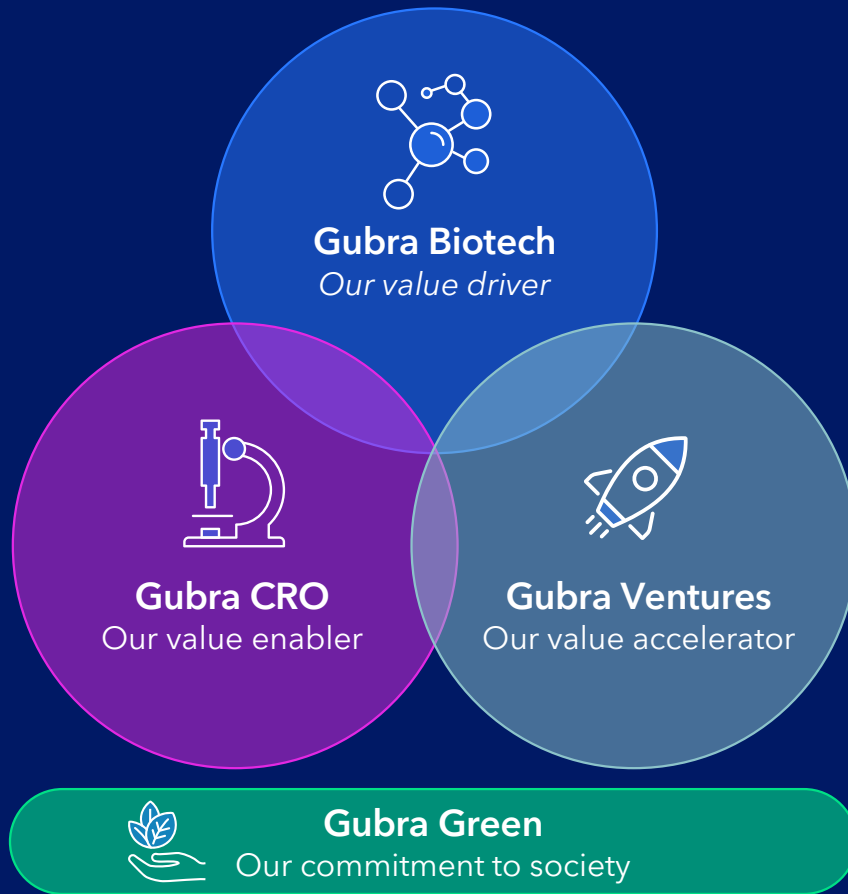 Gubra Biotech
Our value driver
Gubra CRO
Our value enabler
Gubra Ventures
Our value accelerator
Gubra Green
Our commitment to society